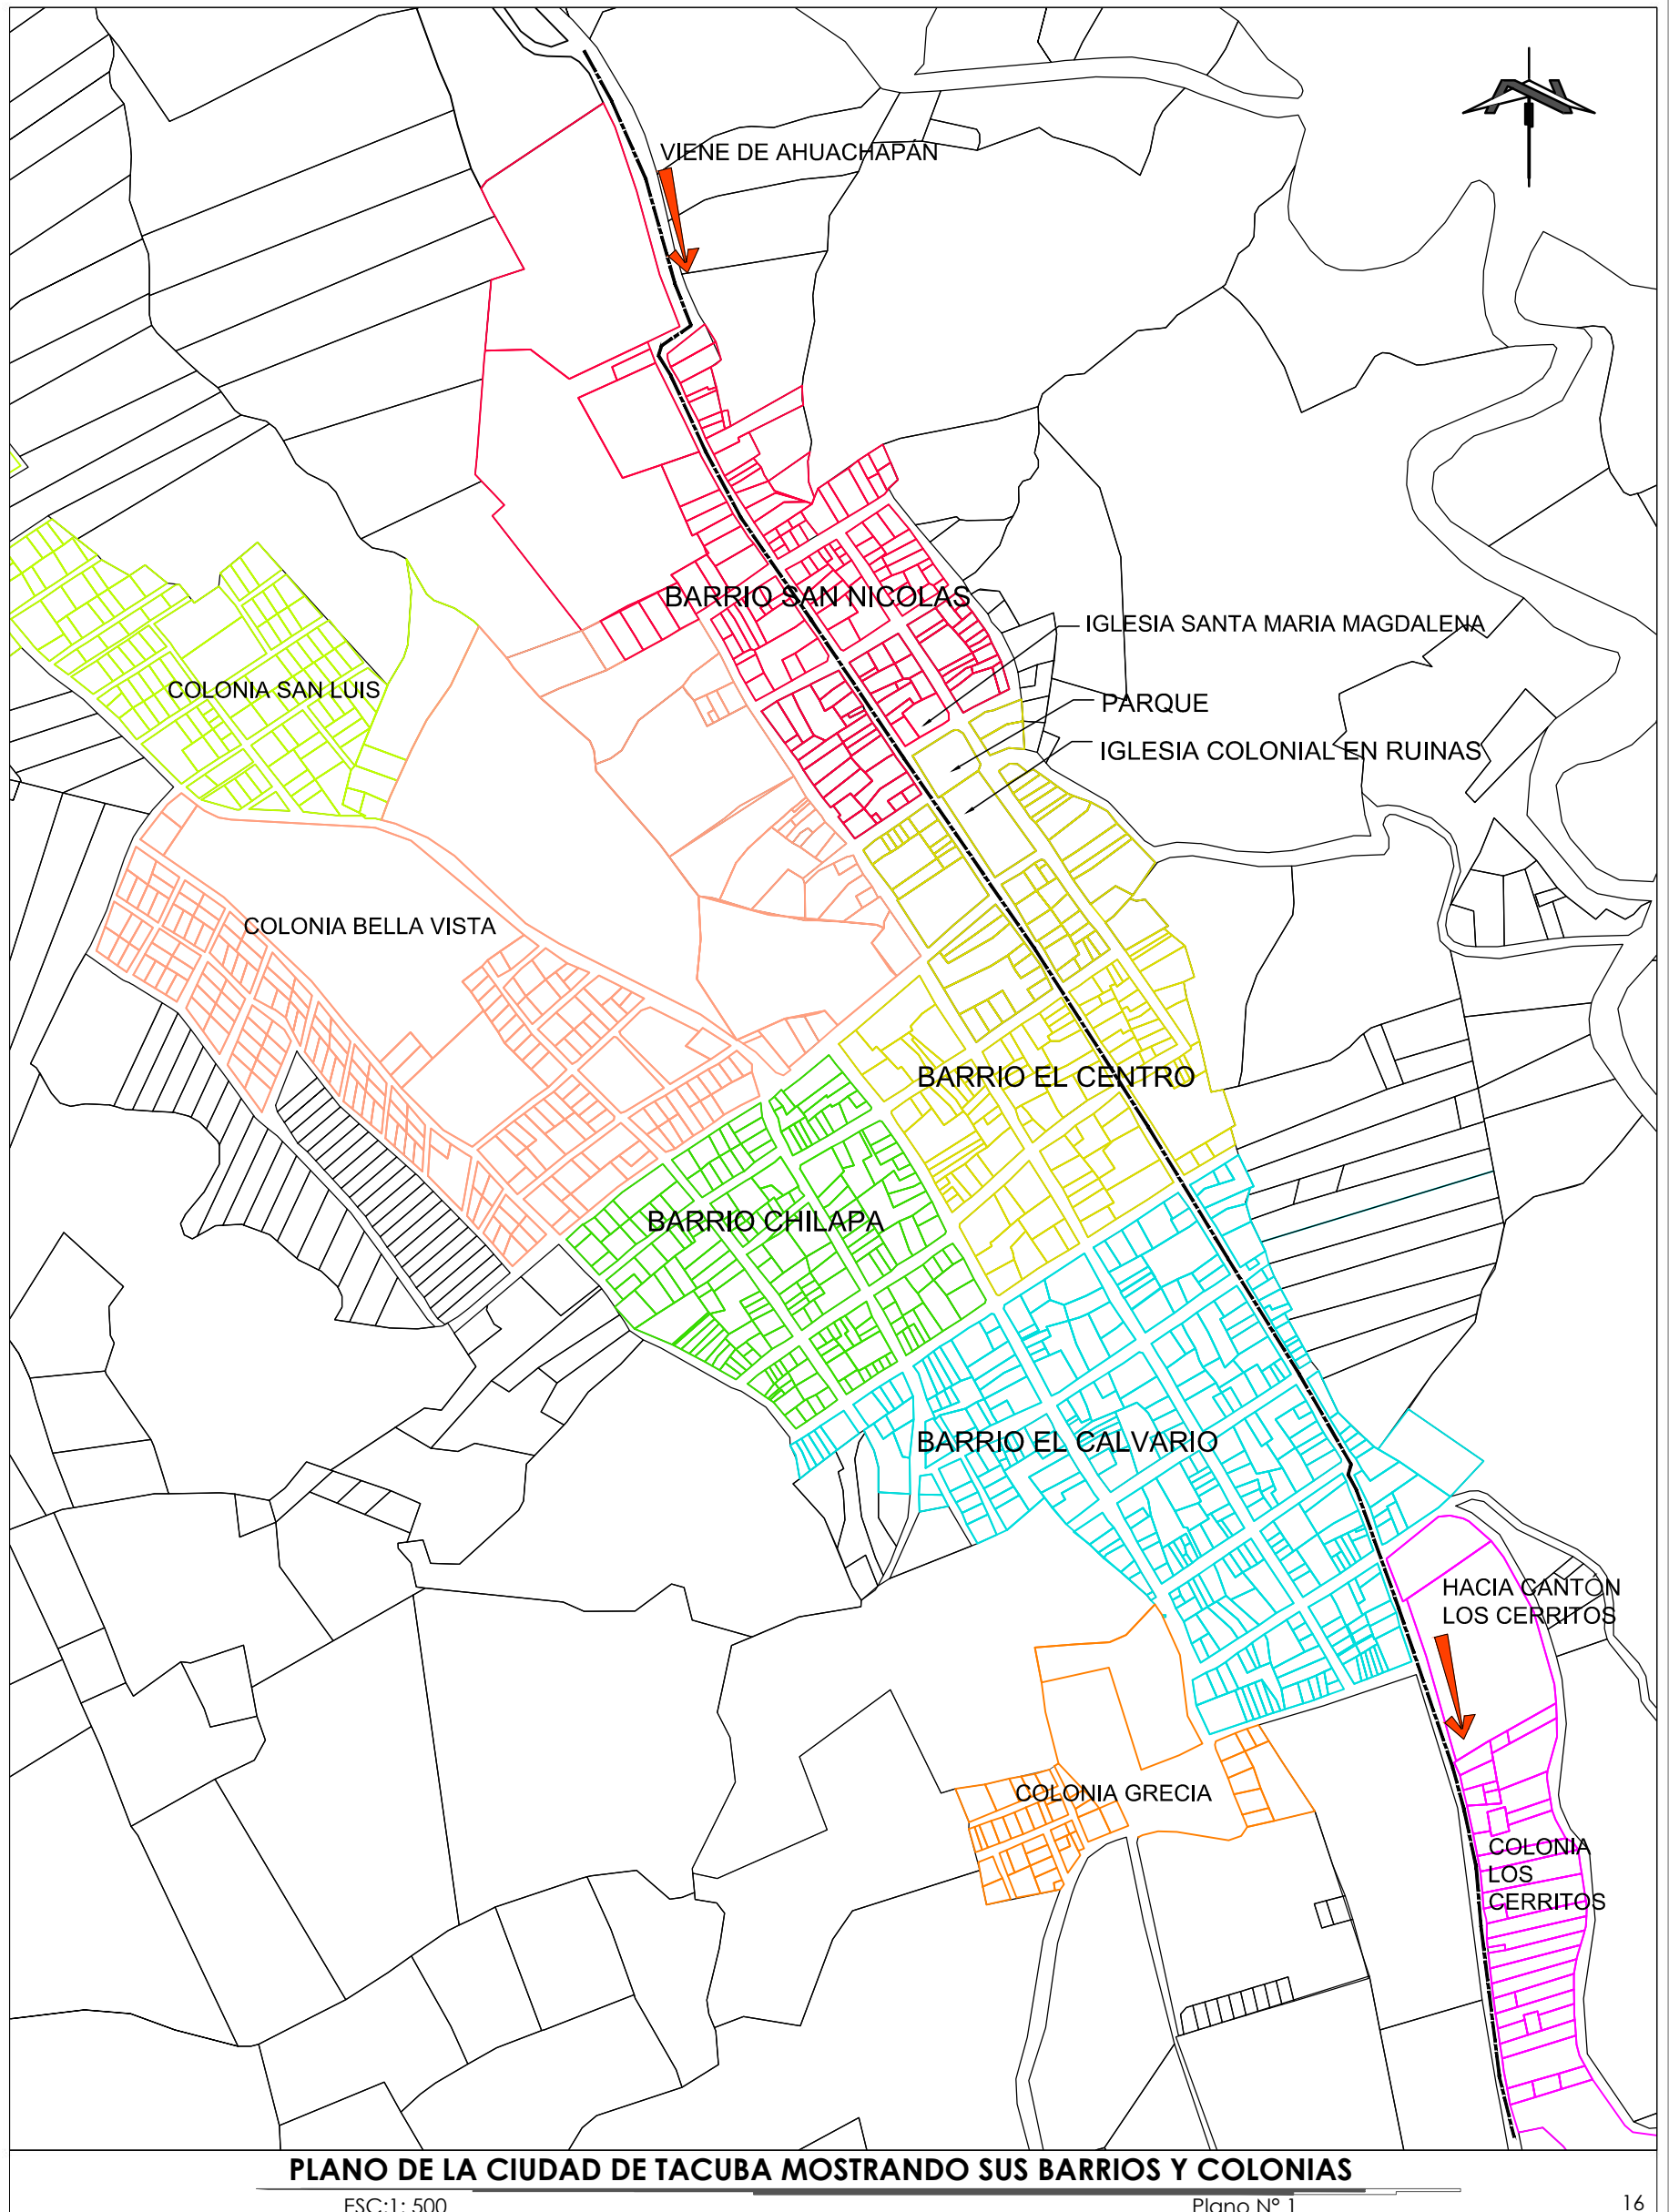 VIENE DE AHUACHAPÁN
BARRIO SAN NICOLAS
IGLESIA SANTA MARIA MAGDALENA
COLONIA SAN LUIS
PARQUE
IGLESIA COLONIAL EN RUINAS
COLONIA BELLA VISTA
BARRIO EL CENTRO
BARRIO CHILAPA
BARRIO EL CALVARIO
HACIA CANTÓN
LOS CERRITOS
COLONIA GRECIA
COLONIA
LOS
CERRITOS
PLANO DE LA CIUDAD DE TACUBA MOSTRANDO SUS BARRIOS Y COLONIAS
ESC:1: 500
Plano N° 1
16